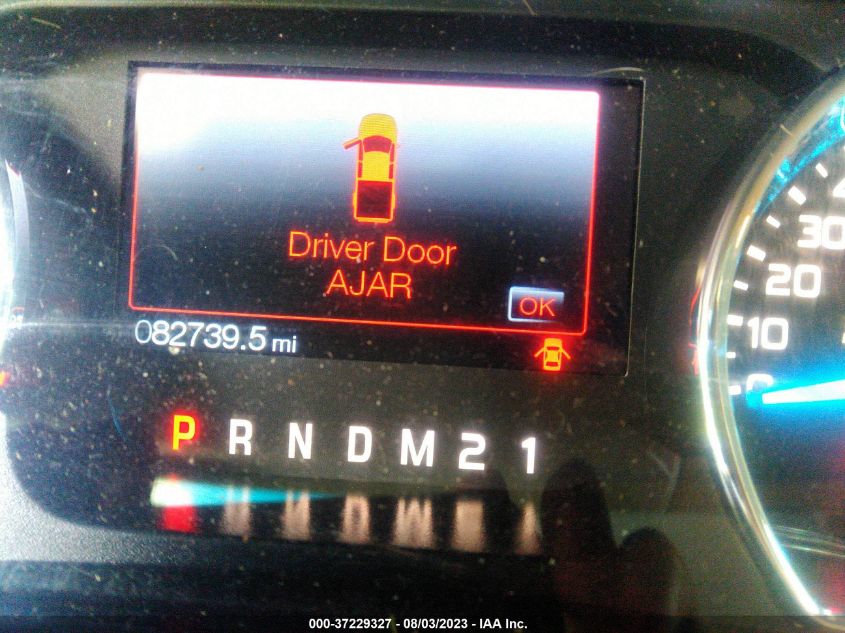 Driver Door
AJAR
OK
082739.5 mi
P R N D M 2 1
30
20
10
0
000-37229327 - 08/03/2023 - IAA Inc.